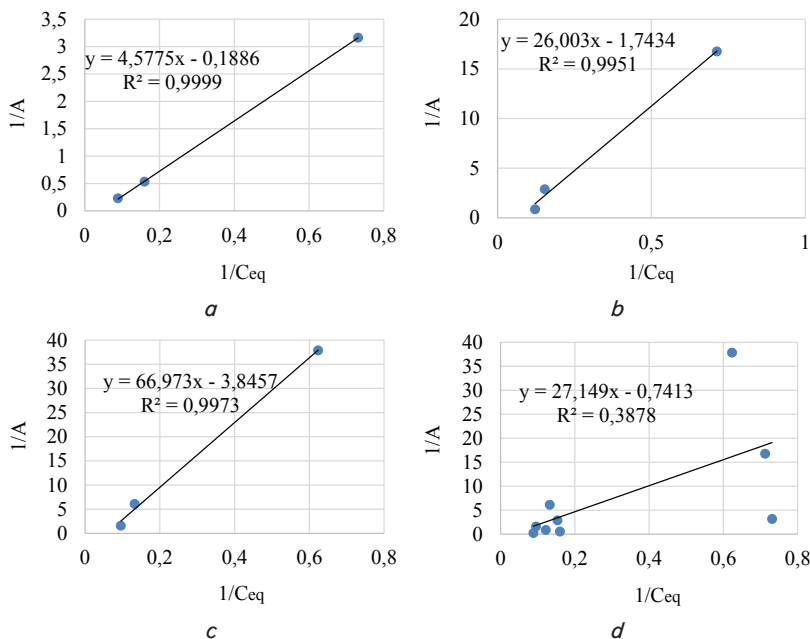 3,5
3
2,5
2
1,5
1
0,5
0
y = 4,5775x - 0,1886
R² = 0,9999
1/A
0 0,2 0,4 0,6 0,8
1/Ceq
a
20
15
10
5
0
y = 26,003x - 1,7434
R² = 0,9951
1/A
0 0,5 1
1/Ceq
b
40
35
30
25
20
15
10
5
0
y = 66,973x - 3,8457
R² = 0,9973
1/A
0 0,2 0,4 0,6 0,8
1/Ceq
c
40
35
30
25
20
15
10
5
0
y = 27,149x - 0,7413
R² = 0,3878
1/A
0 0,2 0,4 0,6 0,8
1/Ceq
d